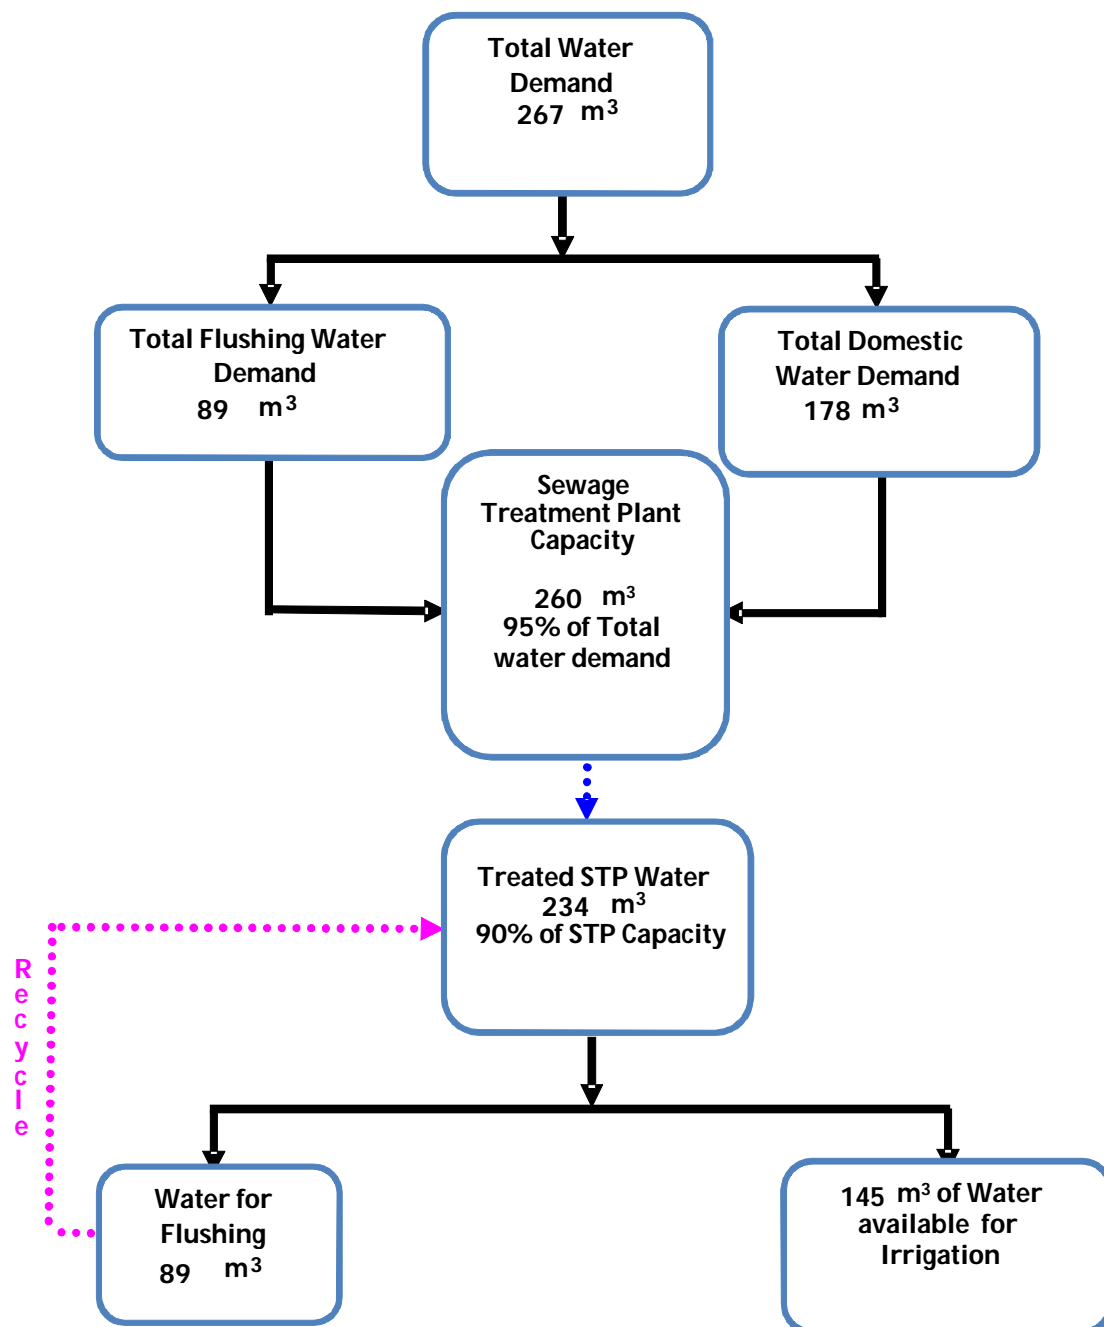 Total Water
Demand
267 m³
Total Flushing Water
Demand
89 m³
Total Domestic
Water Demand
178 m³
Sewage
Treatment Plant
Capacity
260 m³
95% of Total
water demand
Treated STP Water
234 m³
90% of STP Capacity
Recycle
Water for
Flushing
89 m³
145 m³ of Water
available for
Irrigation